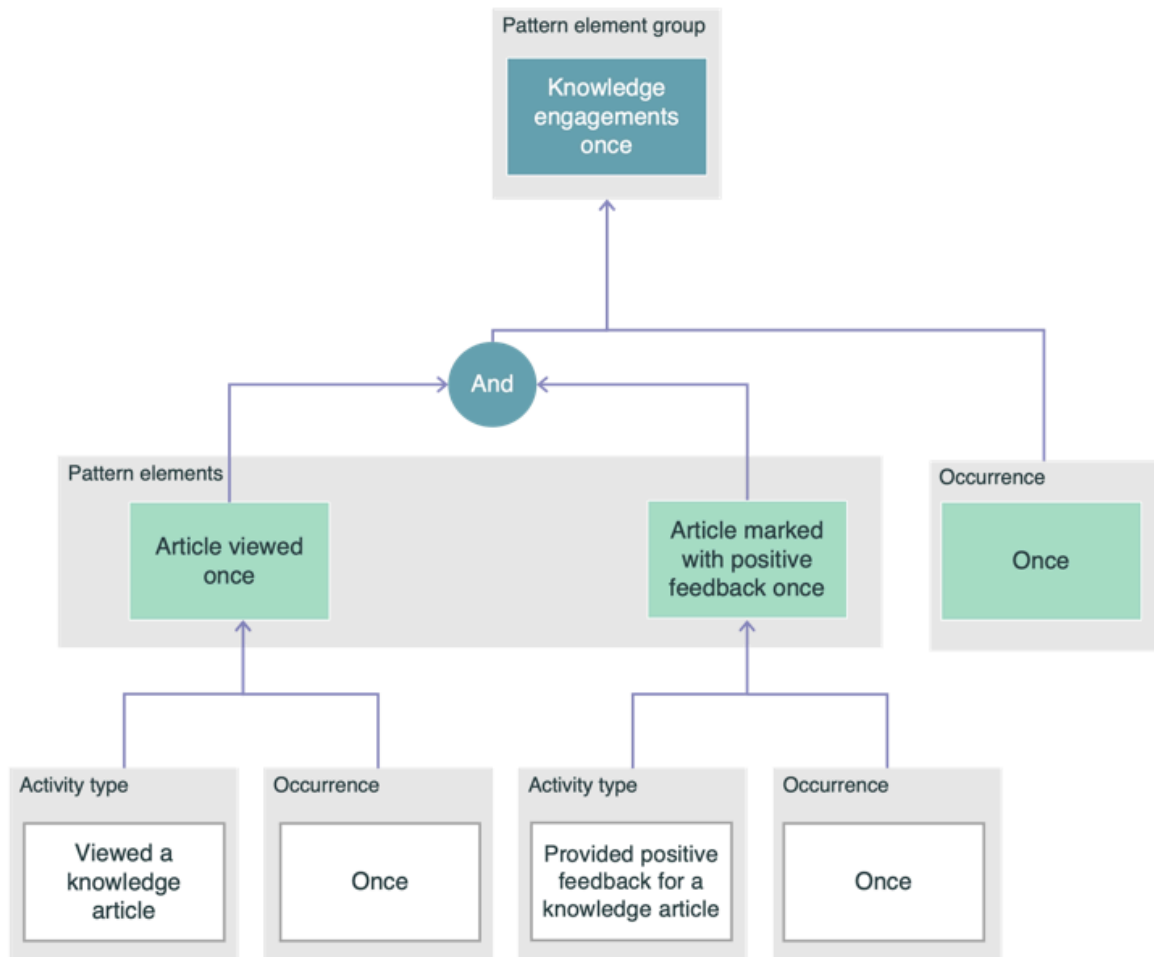 Pattern element group
Knowledge
engagements
once
And
Pattern elements
Article viewed
once
Article marked
with positive
feedback once
Occurrence
Once
Activity type
Viewed a
knowledge
article
Occurrence
Once
Activity type
Provided positive
feedback for a
knowledge article
Occurrence
Once